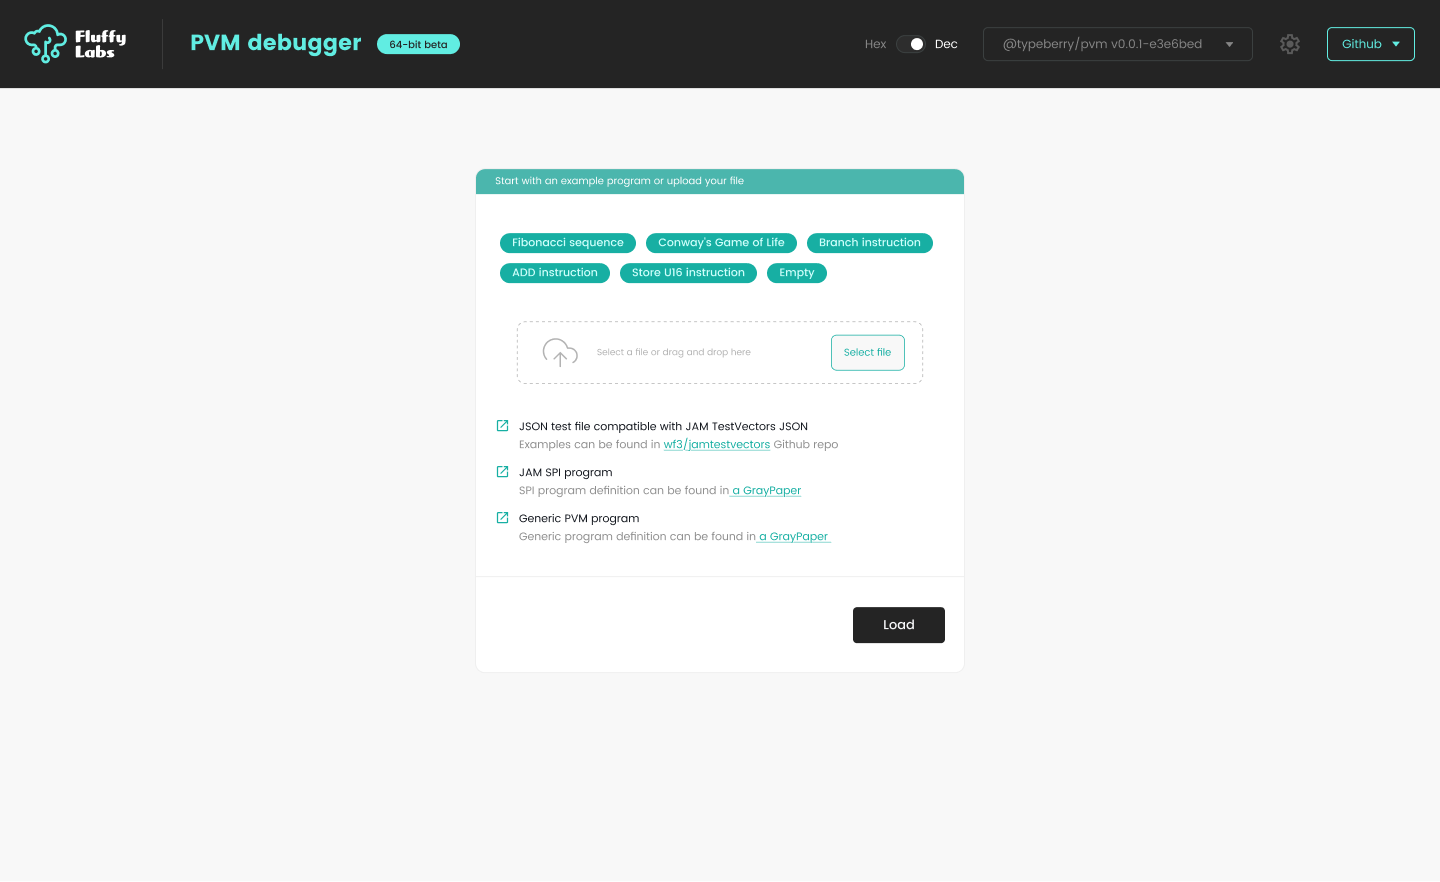 Fluffy
Labs
PVM debugger
64-bit beta
Hex
Dec
@typeberry/pvm v0.0.1-e3e6bed
Github
Start with an example program or upload your file
Fibonacci sequence
Conway's Game of Life
Branch instruction
ADD instruction
Store U16 instruction
Empty
Select a file or drag and drop here
Select file
JSON test file compatible with JAM TestVectors JSON
Examples can be found in wf3/jamtestvectors Github repo
JAM SPI program
SPI program definition can be found in a GrayPaper
Generic PVM program
Generic program definition can be found in a GrayPaper
Load